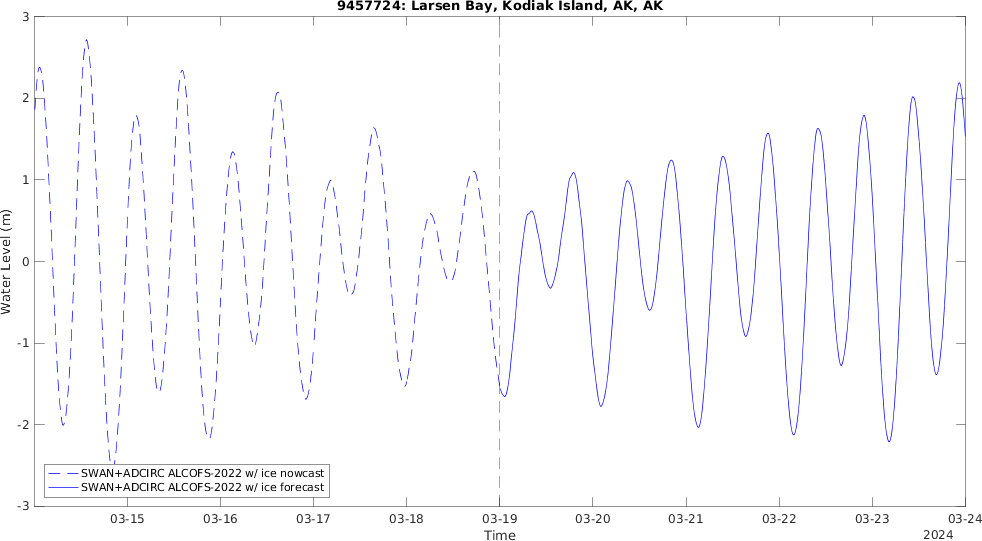 9457724: Larsen Bay, Kodiak Island, AK, AK
3
2
1
0
-1
-2
-3
Water Level (m)
SWAN+ADCIRC ALCOFS-2022 w/ ice nowcast
SWAN+ADCIRC ALCOFS-2022 w/ ice forecast
03-15 03-16 03-17 03-18 03-19 03-20 03-21 03-22 03-23 03-24
Time
2024